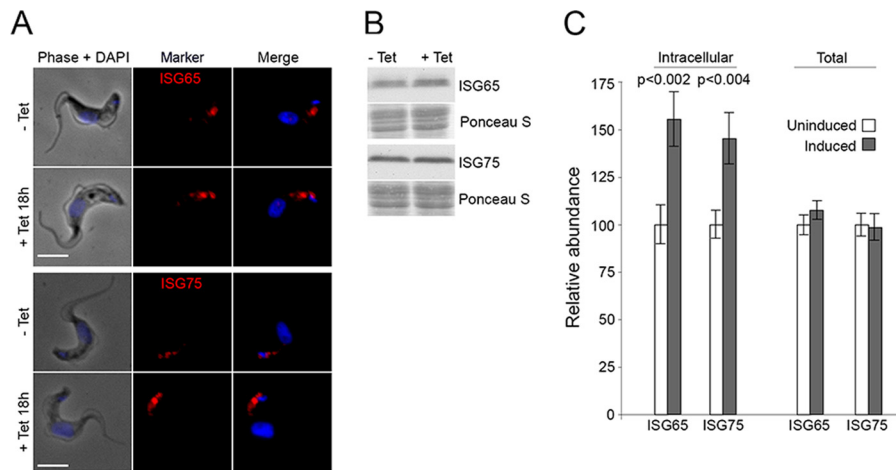 A
Phase + DAPI Marker Merge
- Tet
ISG65
+ Tet 18h
- Tet
ISG75
+ Tet 18h
B
- Tet + Tet
ISG65
Ponceau S
ISG75
Ponceau S
C
Intracellular Total
p<0.002 p<0.004
Uninduced
Induced
Relative abundance
175
150
125
100
75
50
25
0
ISG65 ISG75 ISG65 ISG75